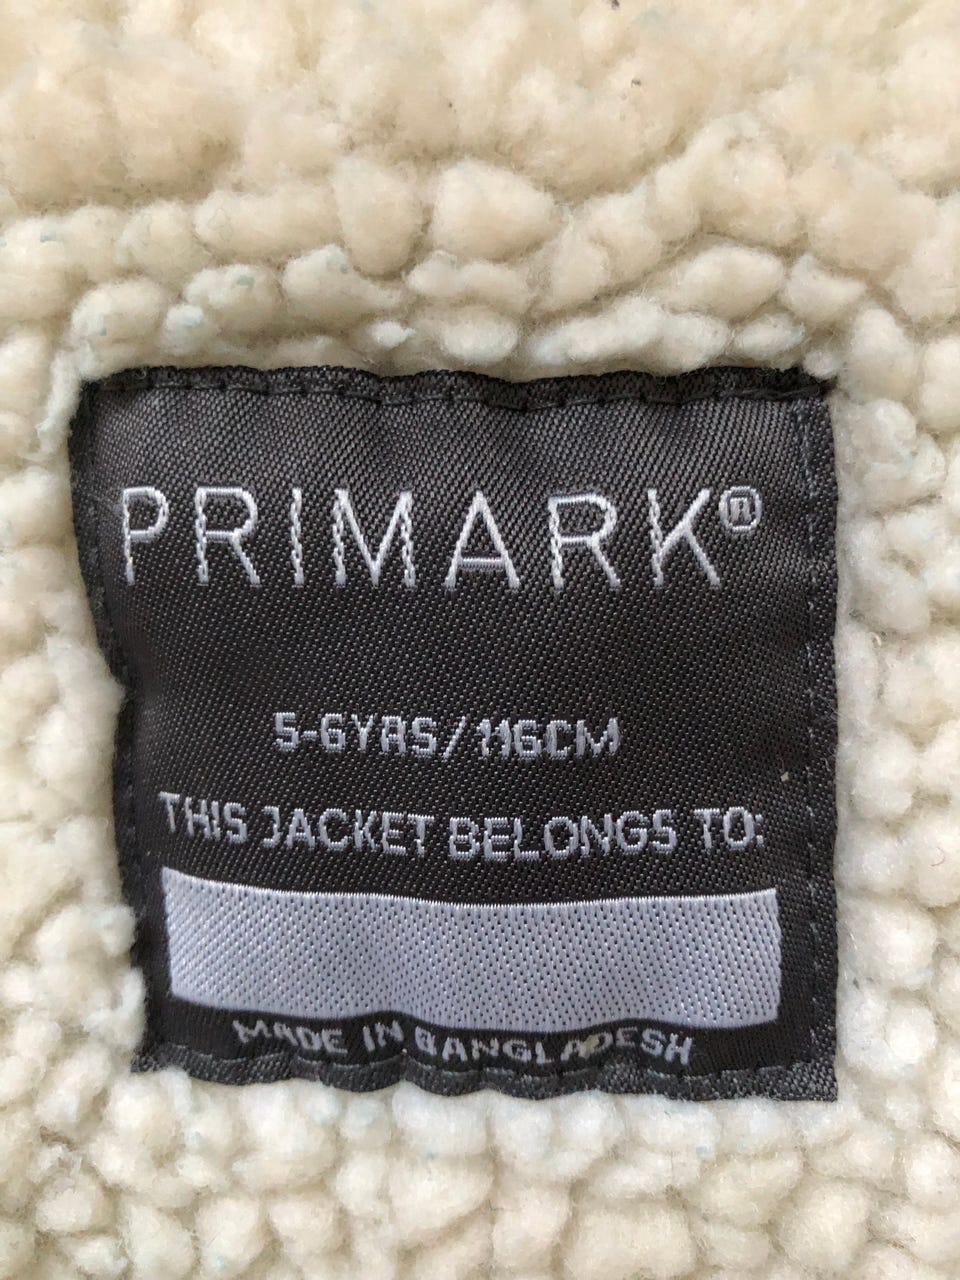 PRIMARK®
5-6YRS/116CM
THIS JACKET BELONGS TO:
MADE IN BANGLADESH